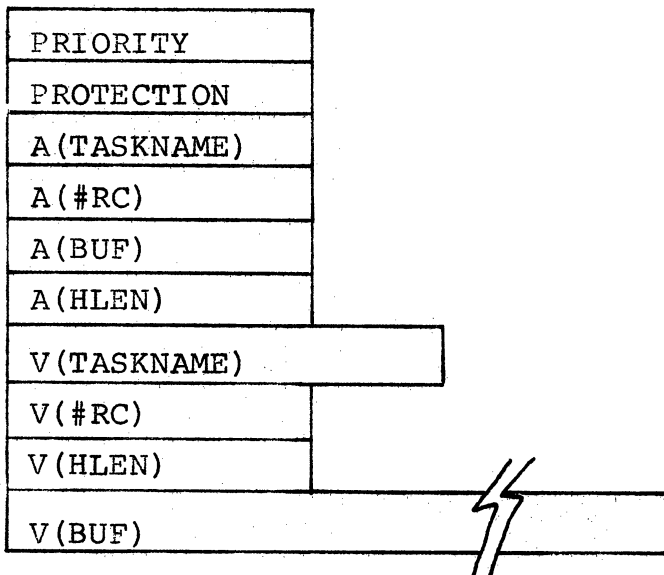 PRIORITY
PROTECTION
A(TASKNAME)
A(#RC)
A(BUF)
A(HLEN)
V(TASKNAME)
V(#RC)
V(HLEN)
V(BUF)